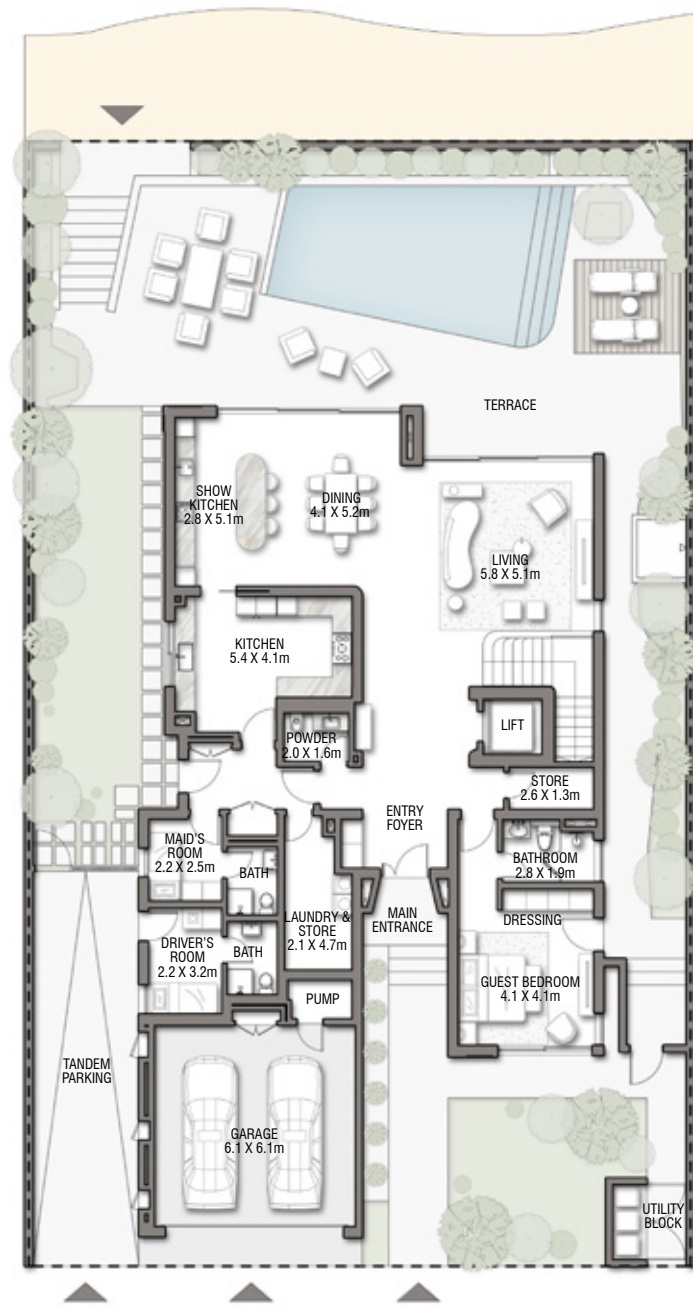 TERRACE
SHOW
KITCHEN
2.8 X 5.1m
DINING
4.1 X 5.2m
LIVING
5.8 X 5.1m
KITCHEN
5.4 X 4.1m
POWDER
2.0 X 1.6m
LIFT
STORE
2.6 X 1.3m
ENTRY
FOYER
MAID'S
ROOM
2.2 X 2.5m
BATH
BATHROOM
2.8 X 1.9m
LAUNDRY &
STORE
2.1 X 4.7m
MAIN
ENTRANCE
DRESSING
DRIVER'S
ROOM
2.2 X 3.2m
BATH
GUEST BEDROOM
4.1 X 4.1m
PUMP
TANDEM
PARKING
GARAGE
6.1 X 6.1m
UTILITY
BLOCK